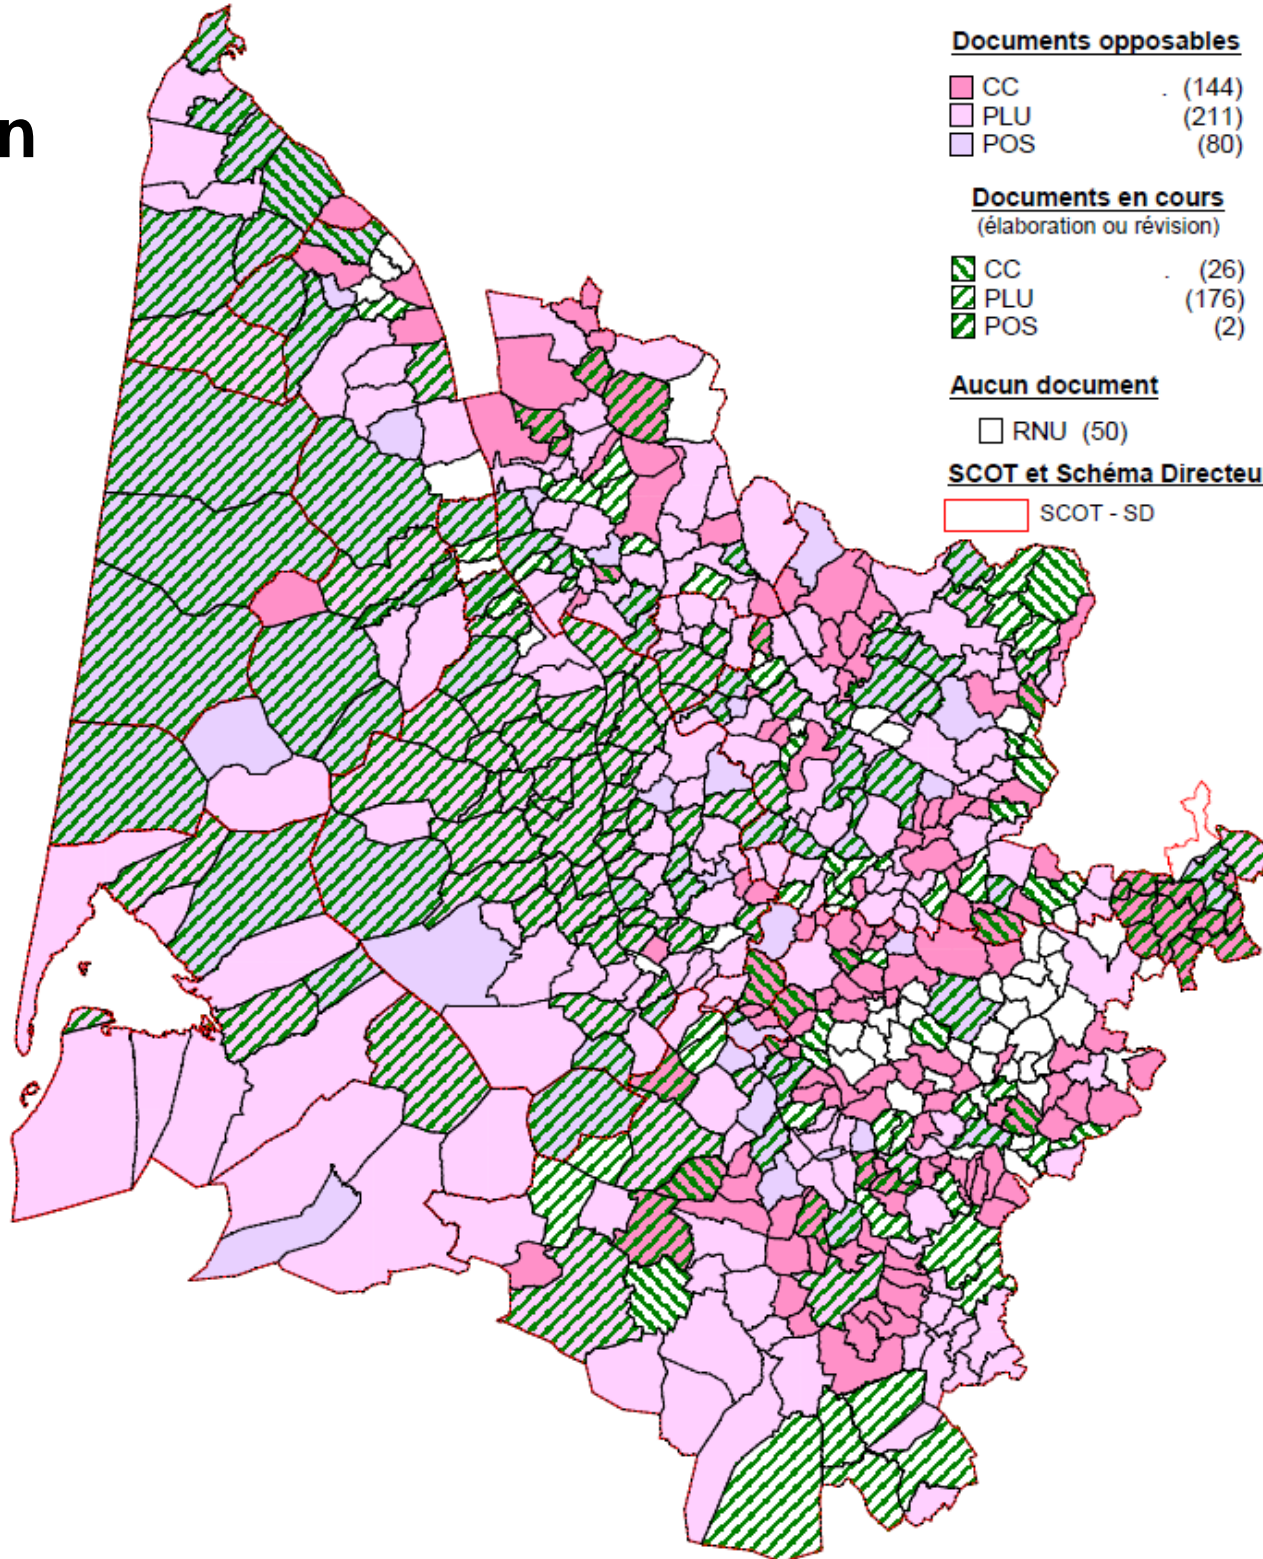 n
Documents opposables
CC . (144)
PLU (211)
POS (80)
Documents en cours
(élaboration ou révision)
CC . (26)
PLU (176)
POS (2)
Aucun document
RNU (50)
SCOT et Schéma Directeu
SCOT - SD